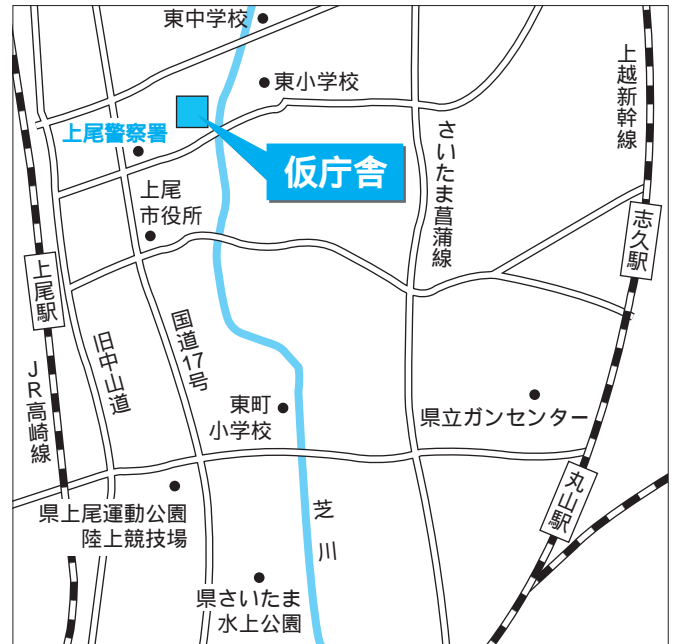 東中学校
東小学校
上越新幹線
上尾警察署
さいたま菖蒲線
仮庁舎
上尾
市役所
志久駅
上尾駅
国道17号
旧中山道
JR高崎線
東町
小学校
県立ガンセンター
丸山駅
県上尾運動公園
陸上競技場
芝川
県さいたま
水上公園